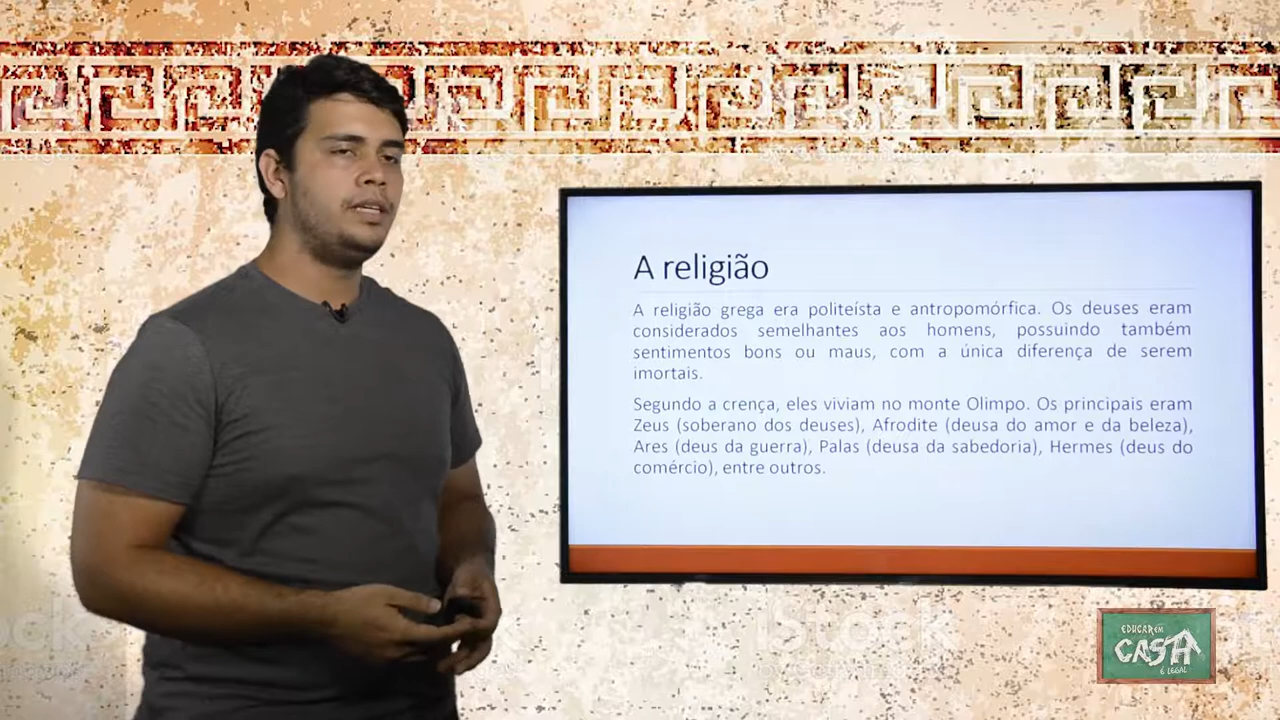 A religião
A religião grega era politeísta e antropomórfica. Os deuses eram
considerados semelhantes aos homens, possuindo também
sentimentos bons ou maus, com a única diferença de serem
imortais.
Segundo a crença, eles viviam no monte Olimpo. Os principais eram
Zeus (soberano dos deuses), Afrodite (deusa do amor e da beleza),
Ares (deus da guerra), Palas (deusa da sabedoria), Hermes (deus do
comércio), entre outros.
iStock
EDUCAR EM
CASA
É LEGAL